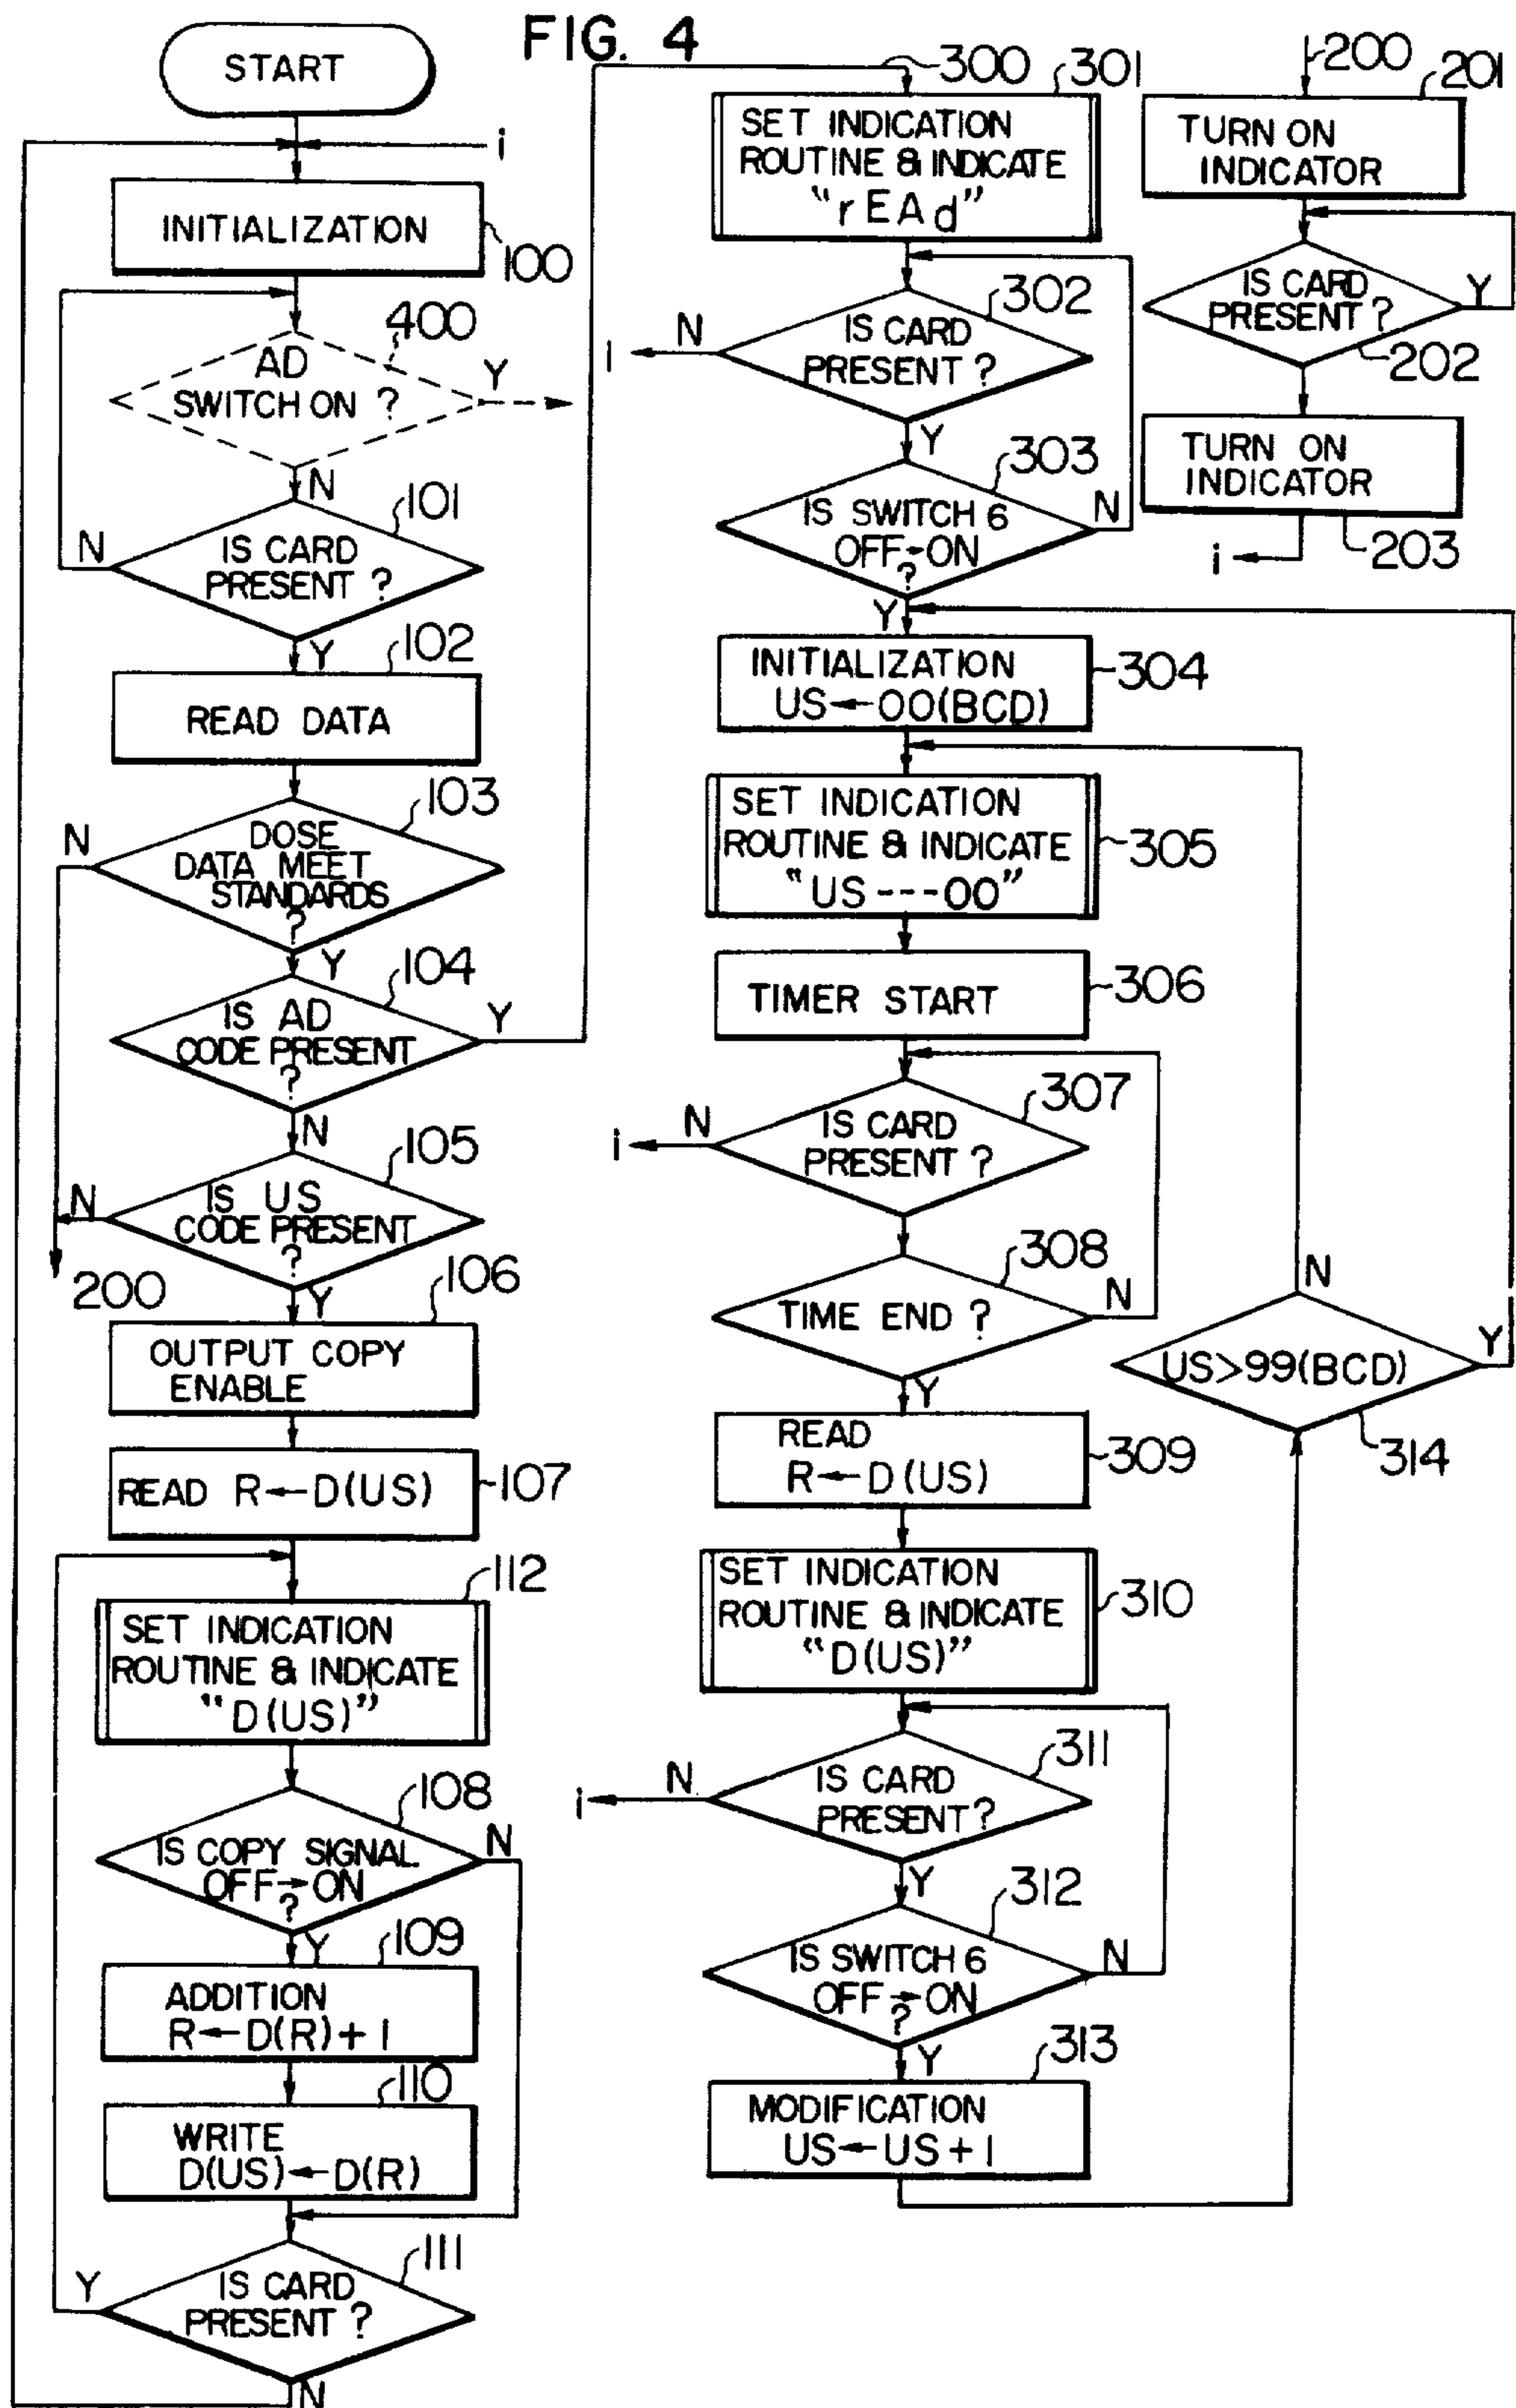 FIG. 4
START
i
INITIALIZATION
100
400
AD
SWITCH ON ?
Y
N
101
IS CARD
PRESENT ?
N
Y
102
READ DATA
103
N
DOSE
DATA MEET
STANDARDS
?
Y
104
IS AD
CODE PRESENT
?
Y
N
105
N
IS US
CODE PRESENT
?
200
Y
106
OUTPUT COPY
ENABLE
READ R←D(US)
107
112
SET INDICATION
ROUTINE & INDICATE
"D(US)"
108
N
IS COPY SIGNAL
OFF→ON
?
Y
109
ADDITION
R←D(R)+1
110
WRITE
D(US)←D(R)
111
Y
IS CARD
PRESENT ?
N
300
301
SET INDICATION
ROUTINE & INDICATE
"rEAd"
302
N
i
IS CARD
PRESENT ?
Y
303
IS SWITCH 6
OFF→ON
?
N
Y
INITIALIZATION
US←00(BCD)
304
SET INDICATION
ROUTINE & INDICATE
"US---00"
305
TIMER START
306
307
N
i
IS CARD
PRESENT ?
308
TIME END ?
N
Y
READ
R←D(US)
309
SET INDICATION
ROUTINE & INDICATE
"D(US)"
310
311
N
i
IS CARD
PRESENT?
Y
312
IS SWITCH 6
OFF→ON
?
N
Y
313
MODIFICATION
US←US+1
200
201
TURN ON
INDICATOR
IS CARD
PRESENT ?
Y
202
TURN ON
INDICATOR
203
i
N
US>99(BCD)
Y
314